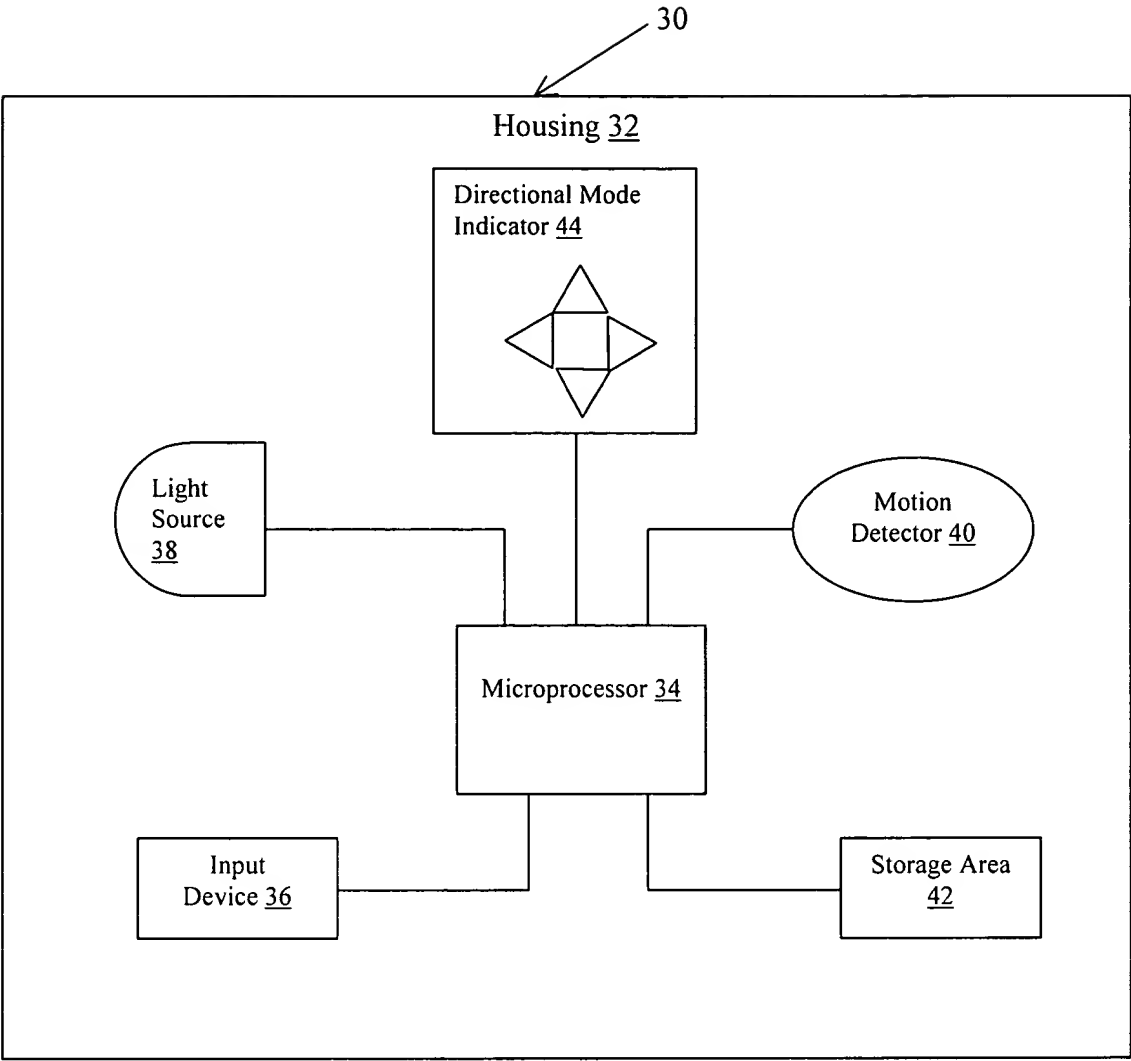 30
Housing 32
Directional Mode
Indicator 44
Light
Source
38
Motion
Detector 40
Microprocessor 34
Input
Device 36
Storage Area
42